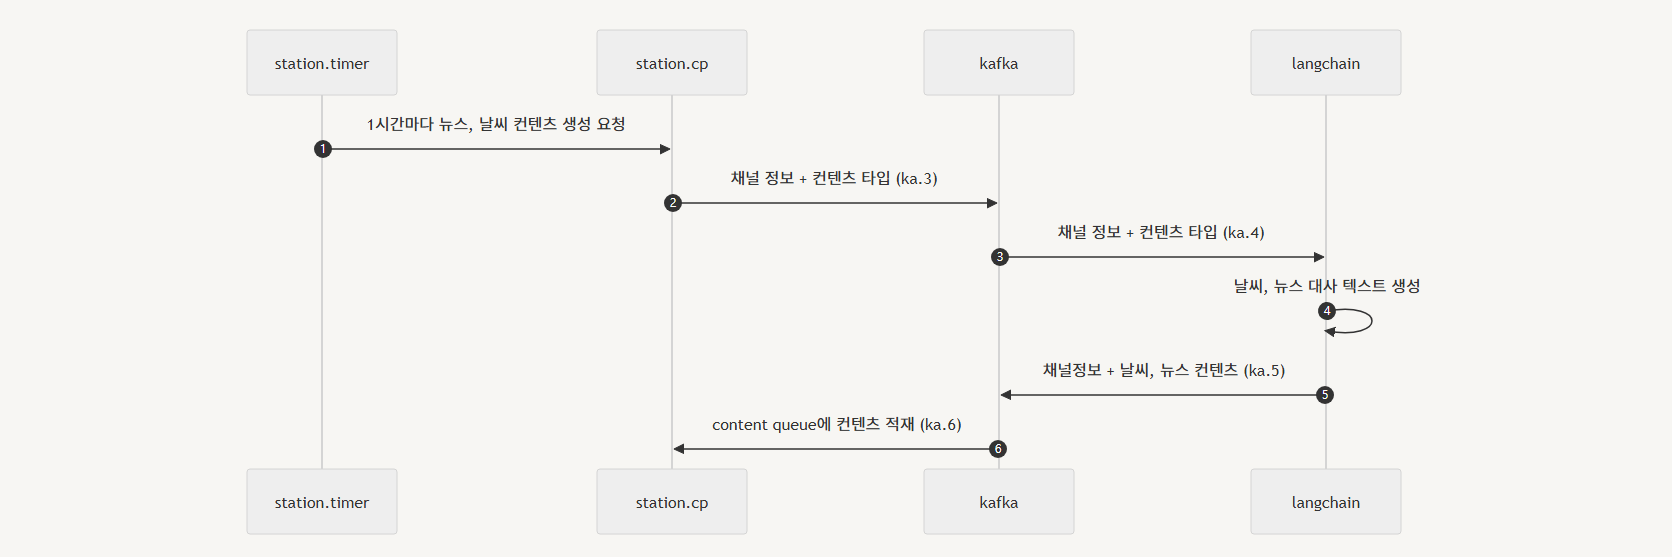 station.timer
station.cp
kafka
langchain
1시간마다 뉴스, 날씨 컨텐츠 생성 요청
1
채널 정보 + 컨텐츠 타입 (ka.3)
2
채널 정보 + 컨텐츠 타입 (ka.4)
3
날씨, 뉴스 대사 텍스트 생성
4
채널정보 + 날씨, 뉴스 컨텐츠 (ka.5)
5
content queue에 컨텐츠 적재 (ka.6)
6
station.timer
station.cp
kafka
langchain